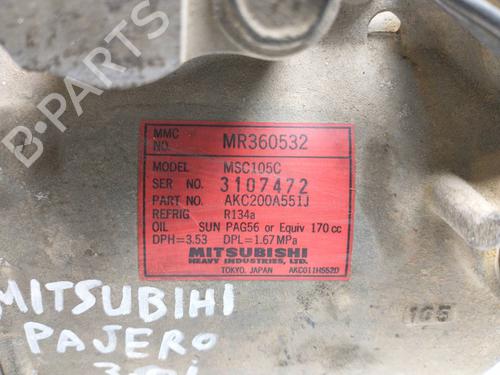 MMC NO. MR360532
MODEL MSC105C
SER NO. 3107472
PART NO. AKC200A551J
REFRIG R134a
OIL SUN PAG56 or Equiv 170 cc
DPH=3.53 DPL=1.67 MPa
MITSUBISHI
HEAVY INDUSTRIES, LTD.
TOKYO, JAPAN AKC011H552D
105
MITSUBIHI
PAJERO
B-PARTS